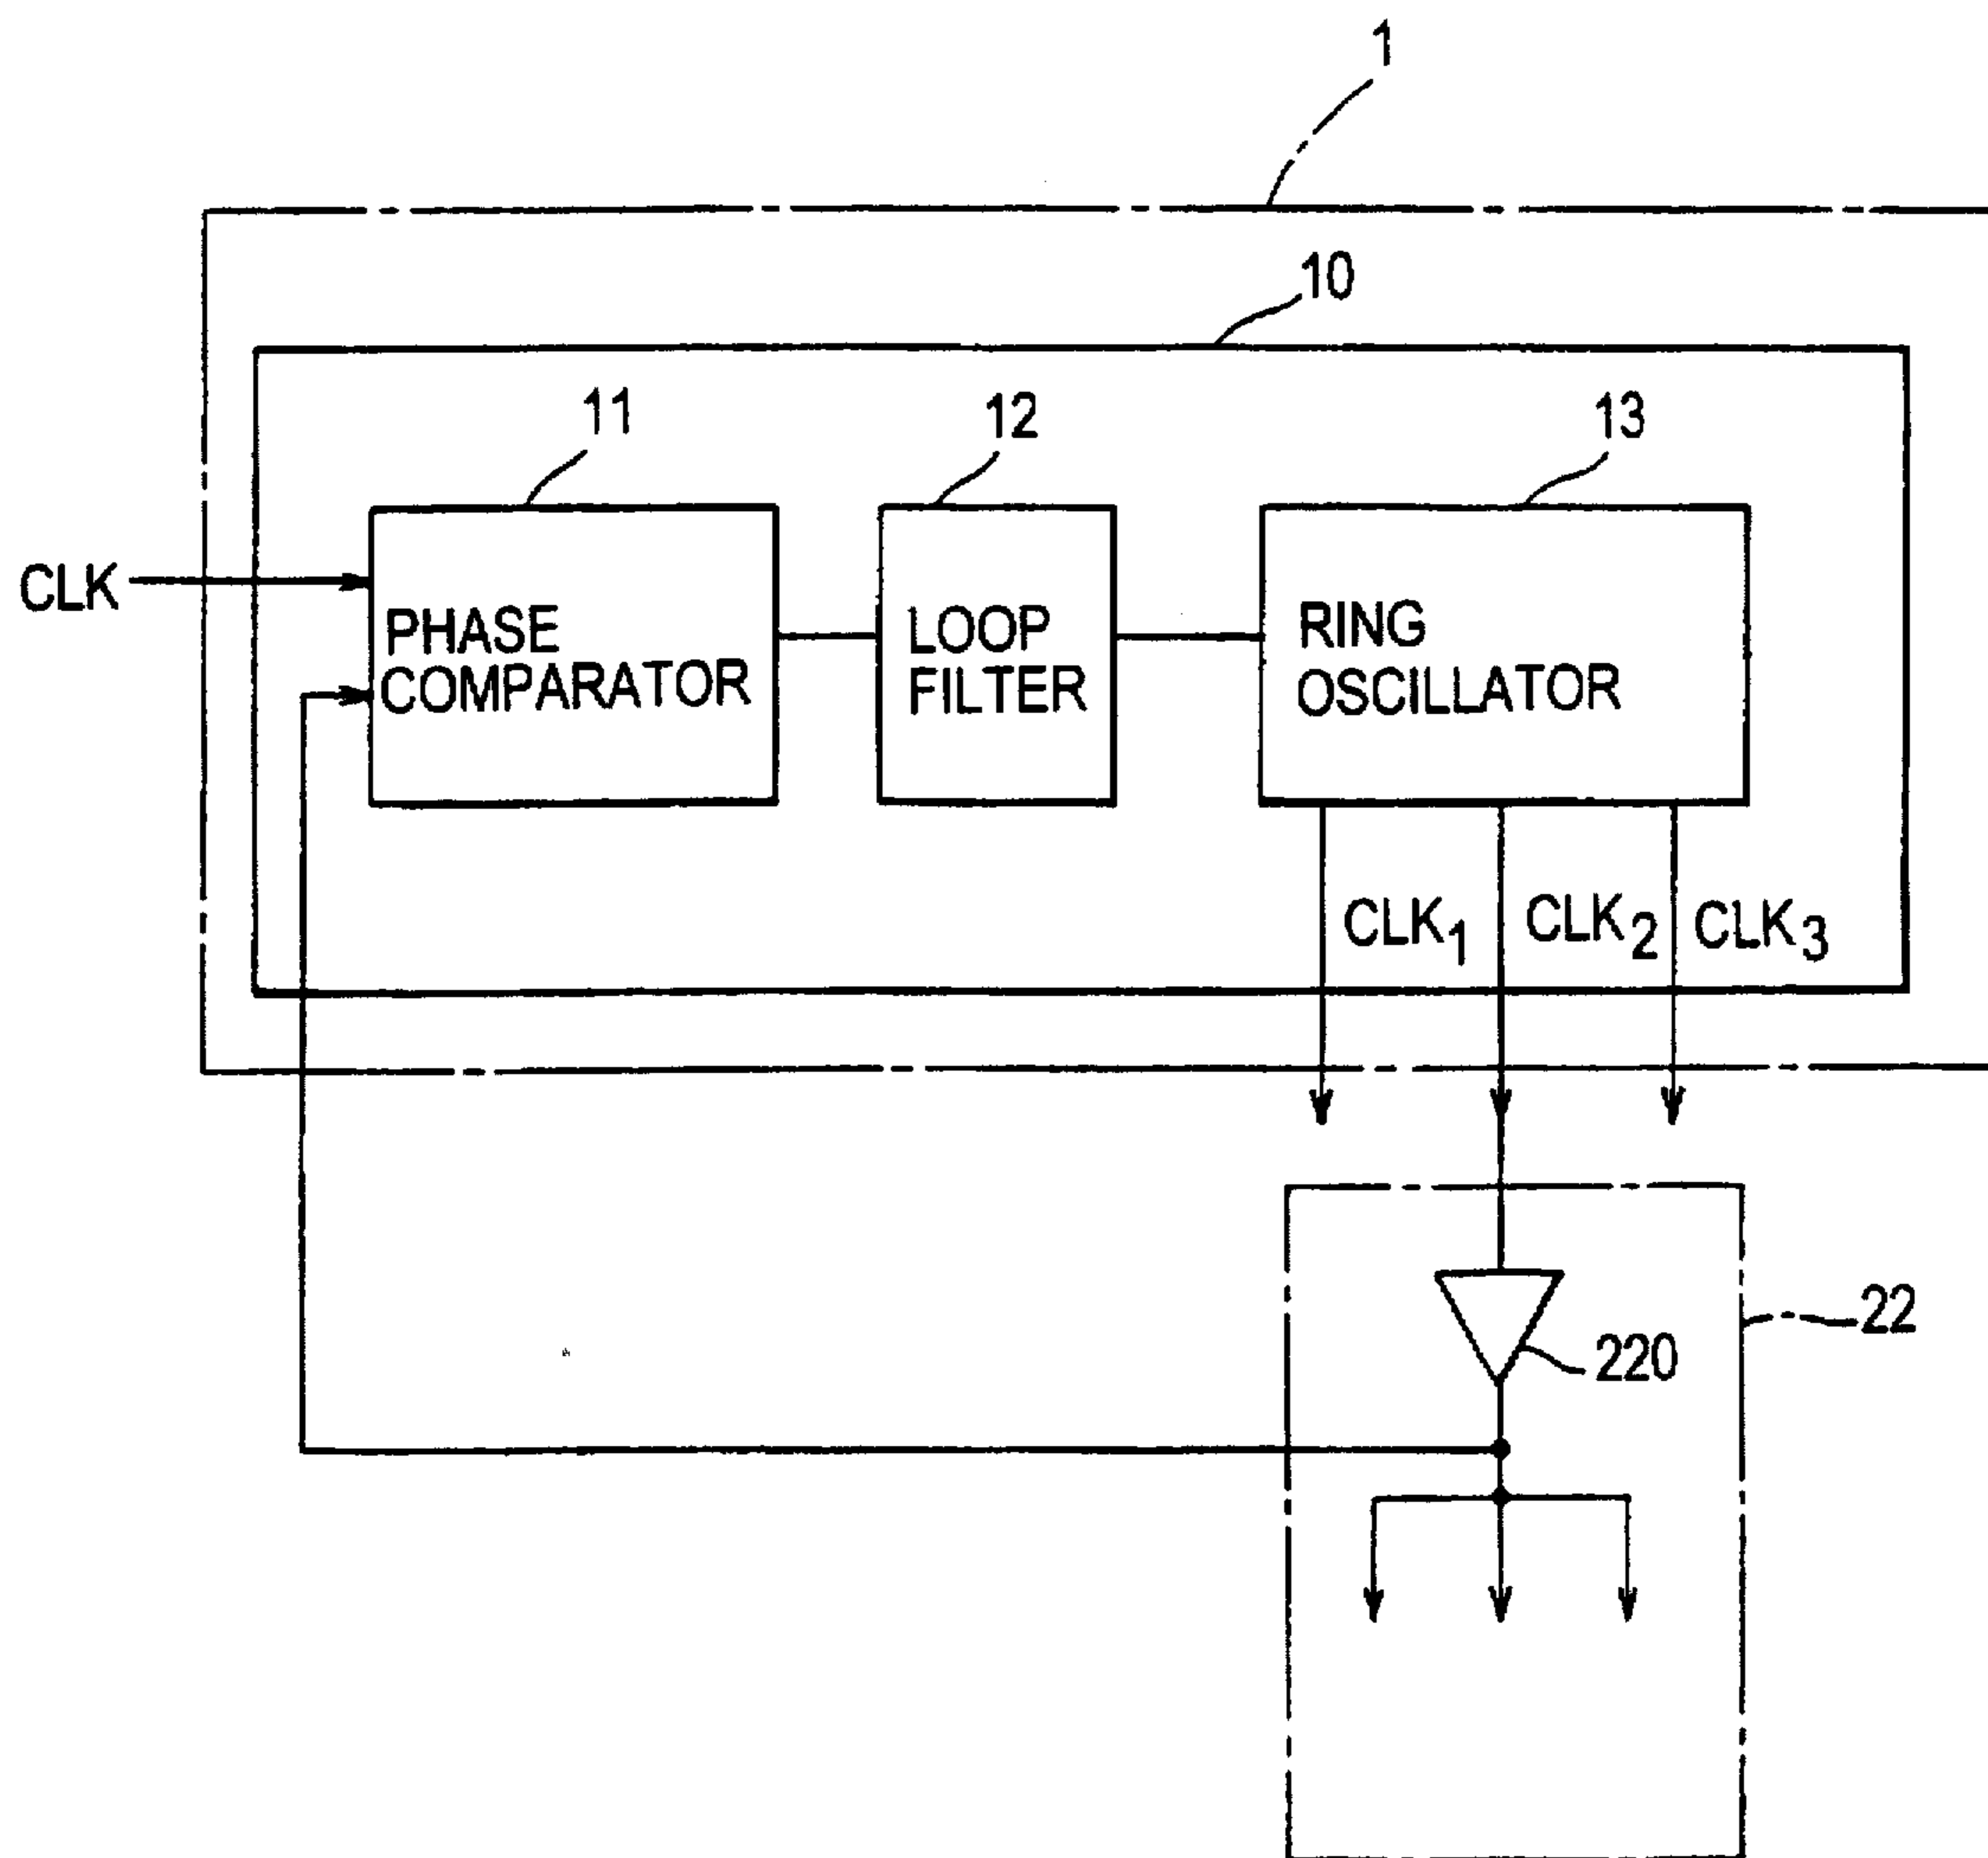 1
10
11
12
13
CLK
PHASE
COMPARATOR
LOOP
FILTER
RING
OSCILLATOR
CLK1
CLK2
CLK3
22
220